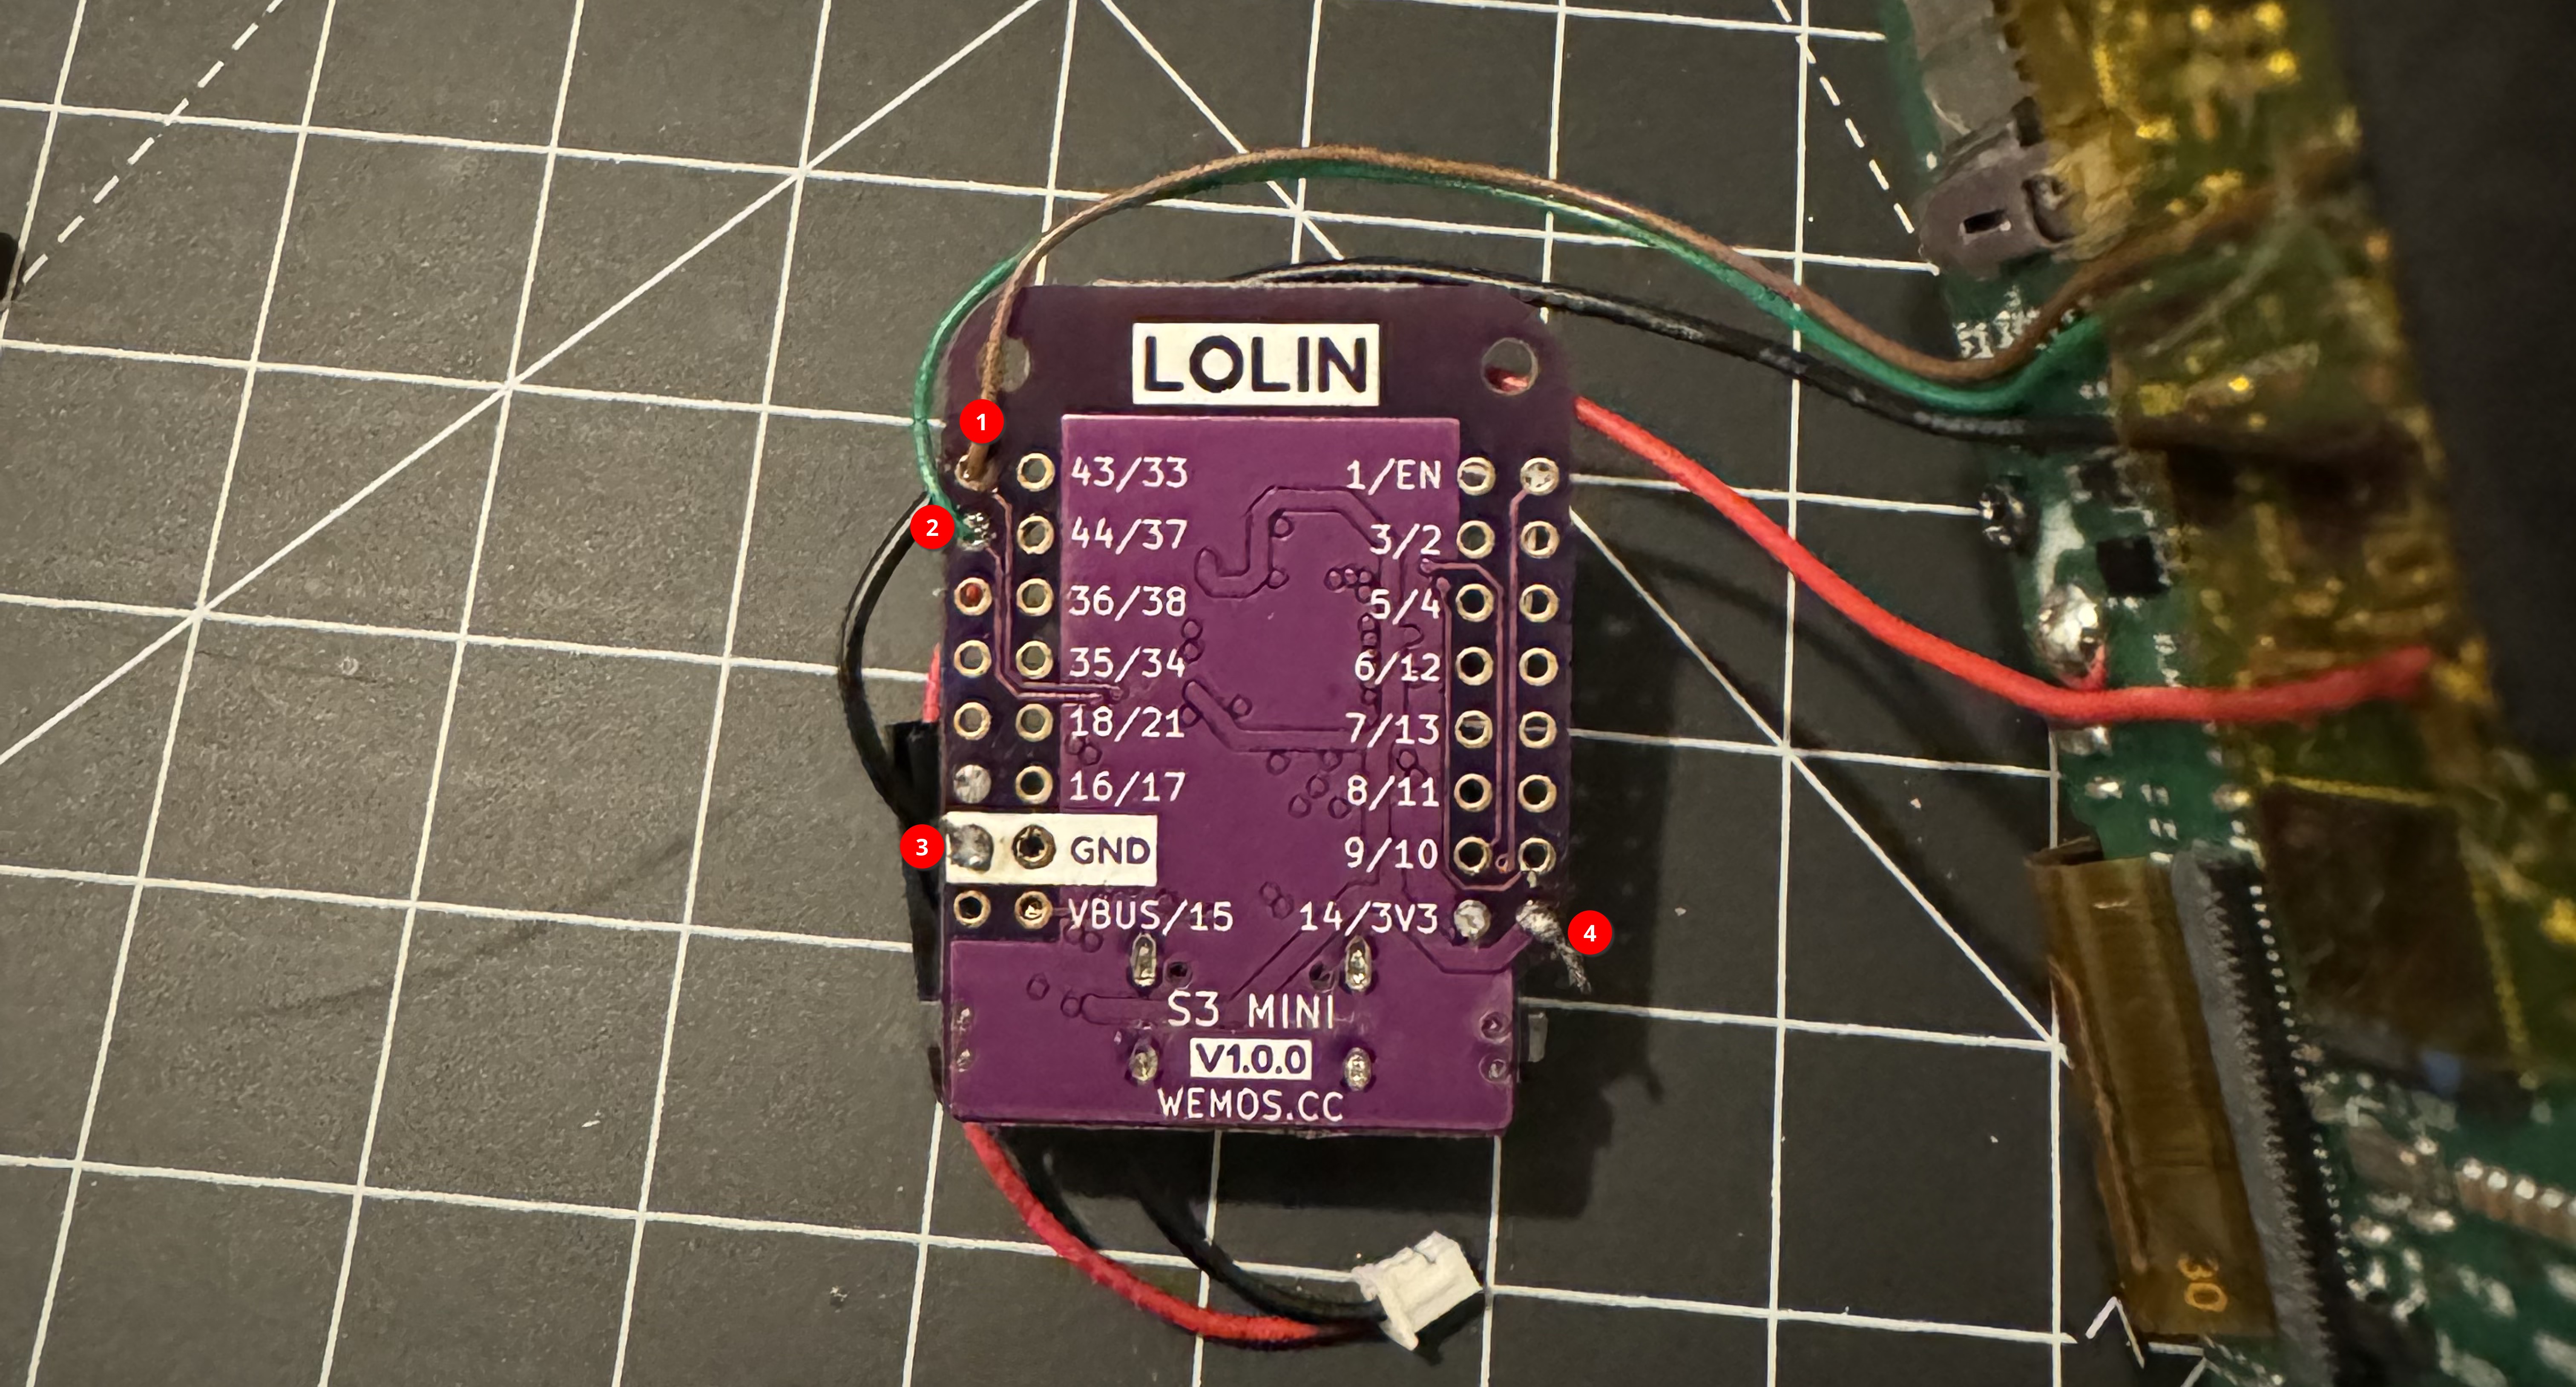 LOLIN
1
43/33 1/EN
2
44/37 3/2
36/38 5/4
35/34 6/12
18/21 7/13
16/17 8/11
3
GND 9/10
VBUS/15 14/3V3
4
S3 MINI
V1.0.0
WEMOS.CC
30